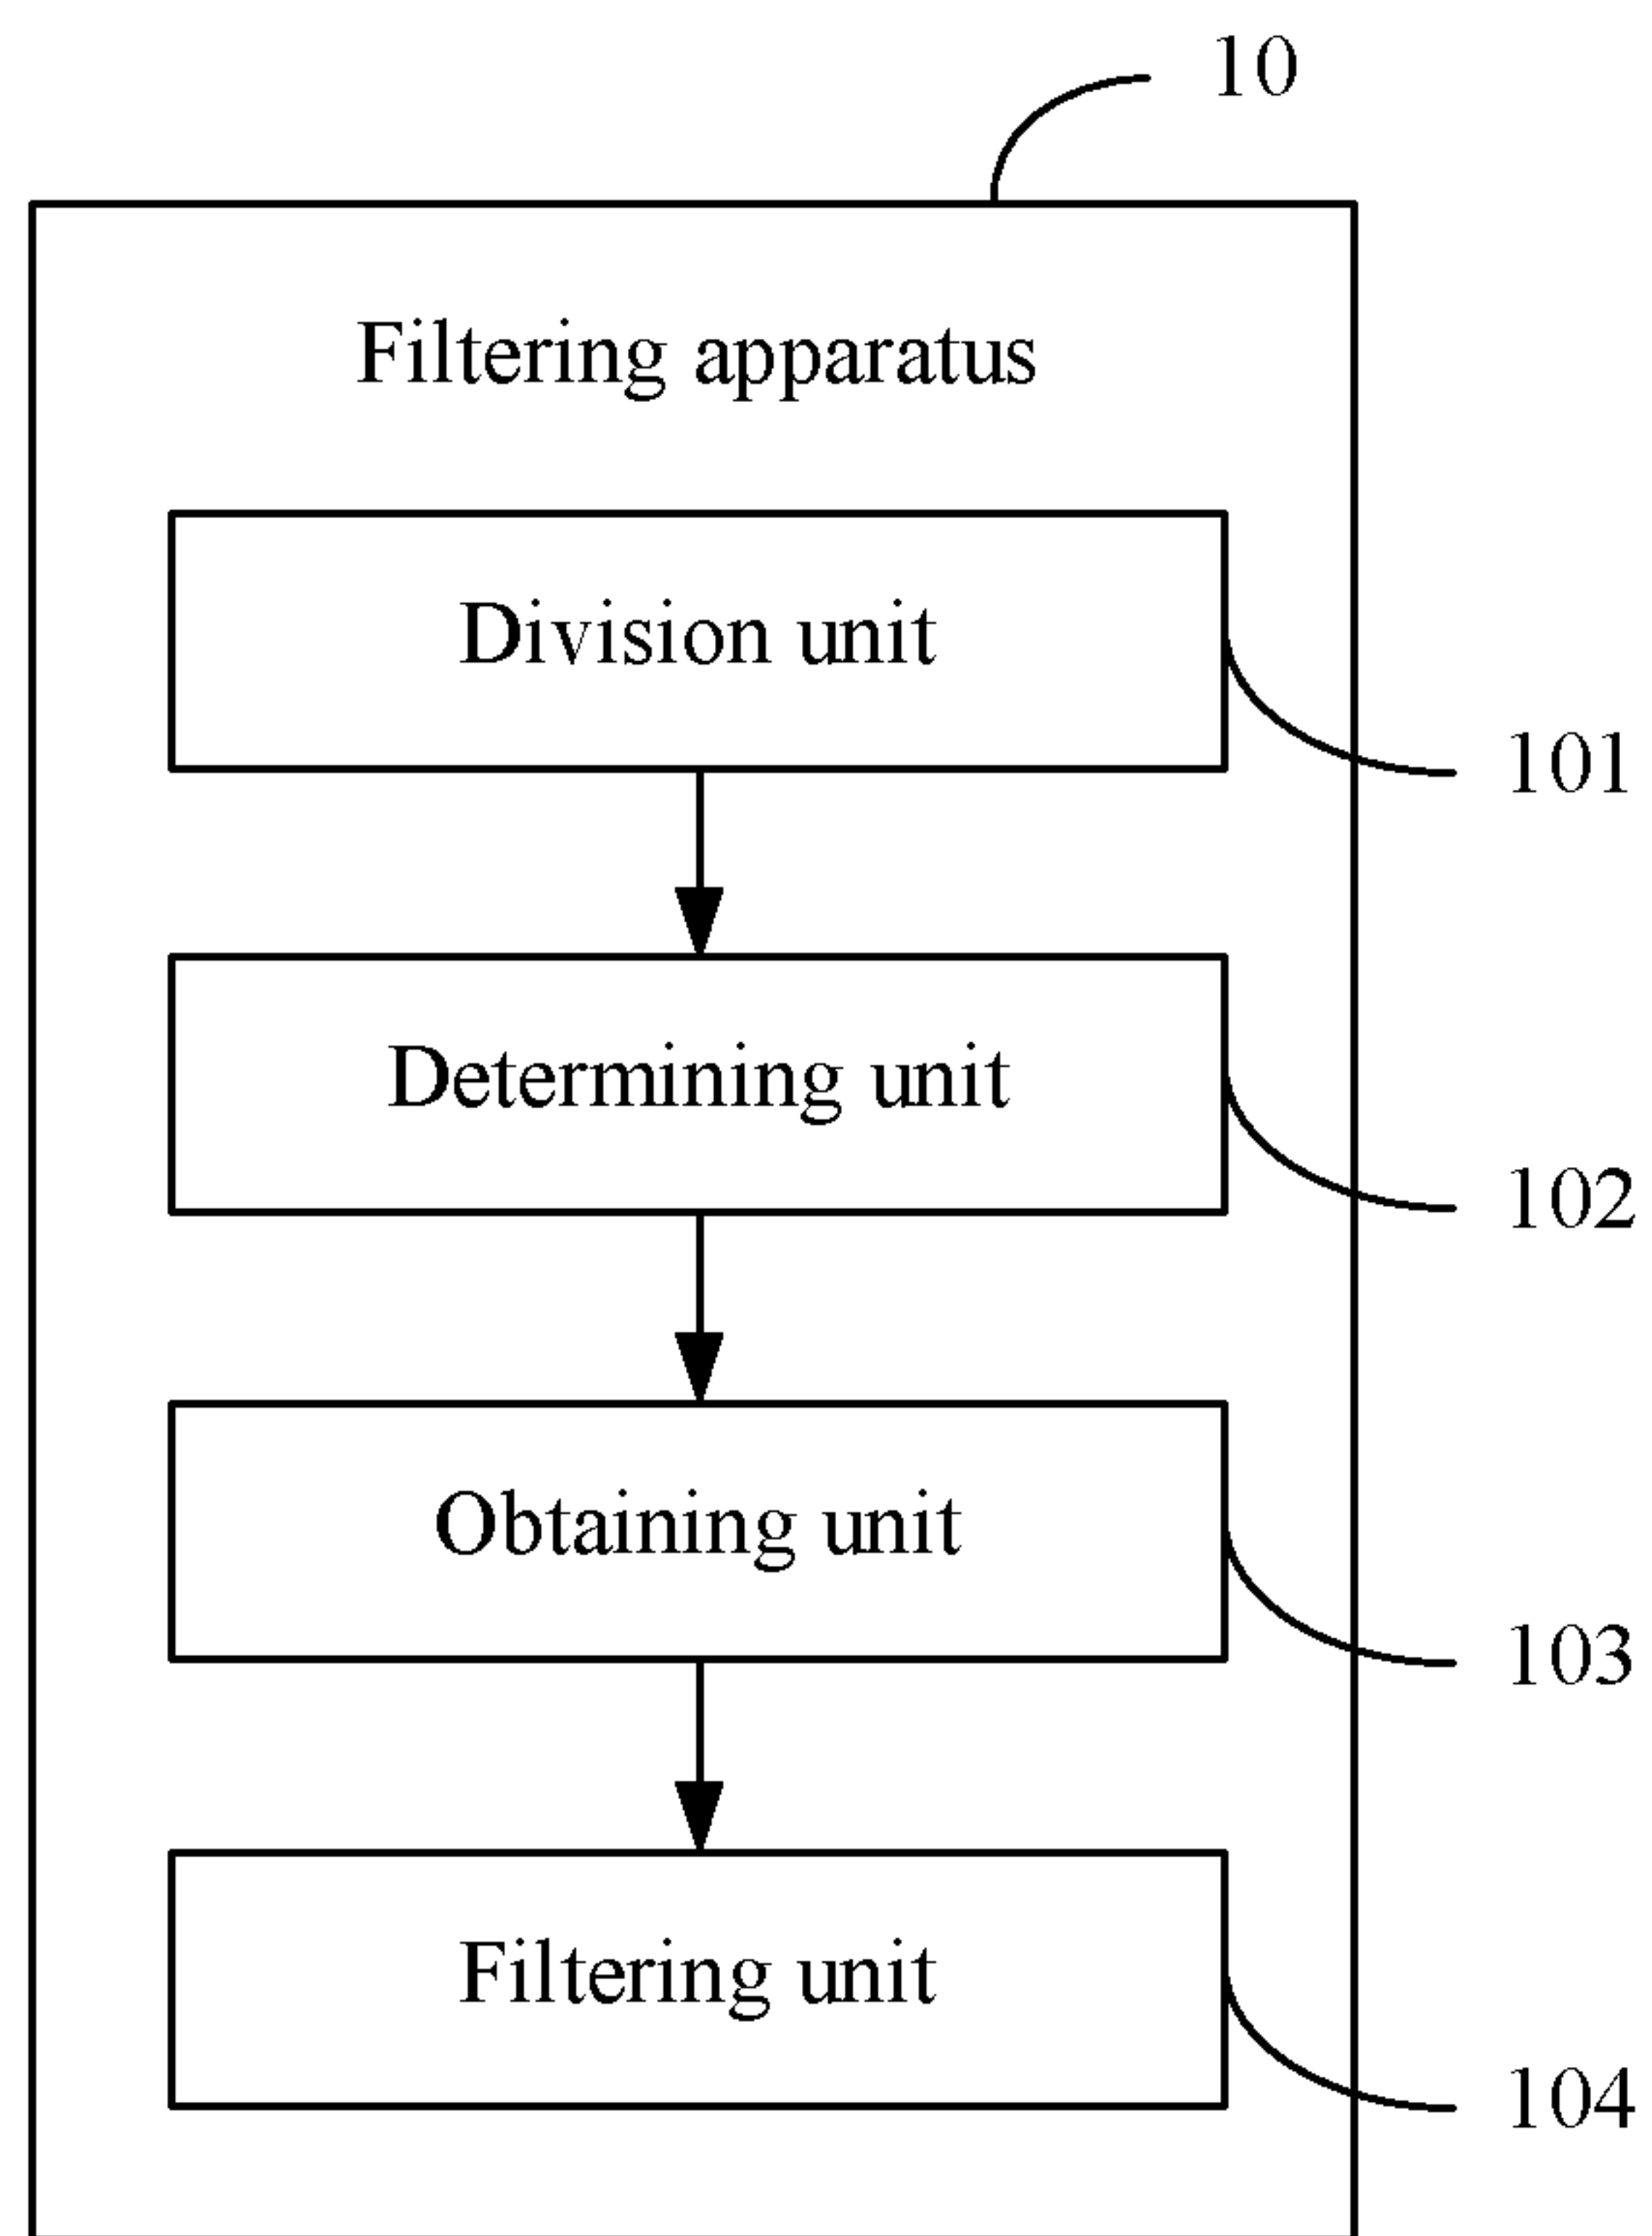 10
Filtering apparatus
Division unit
101
Determining unit
102
Obtaining unit
103
Filtering unit
104